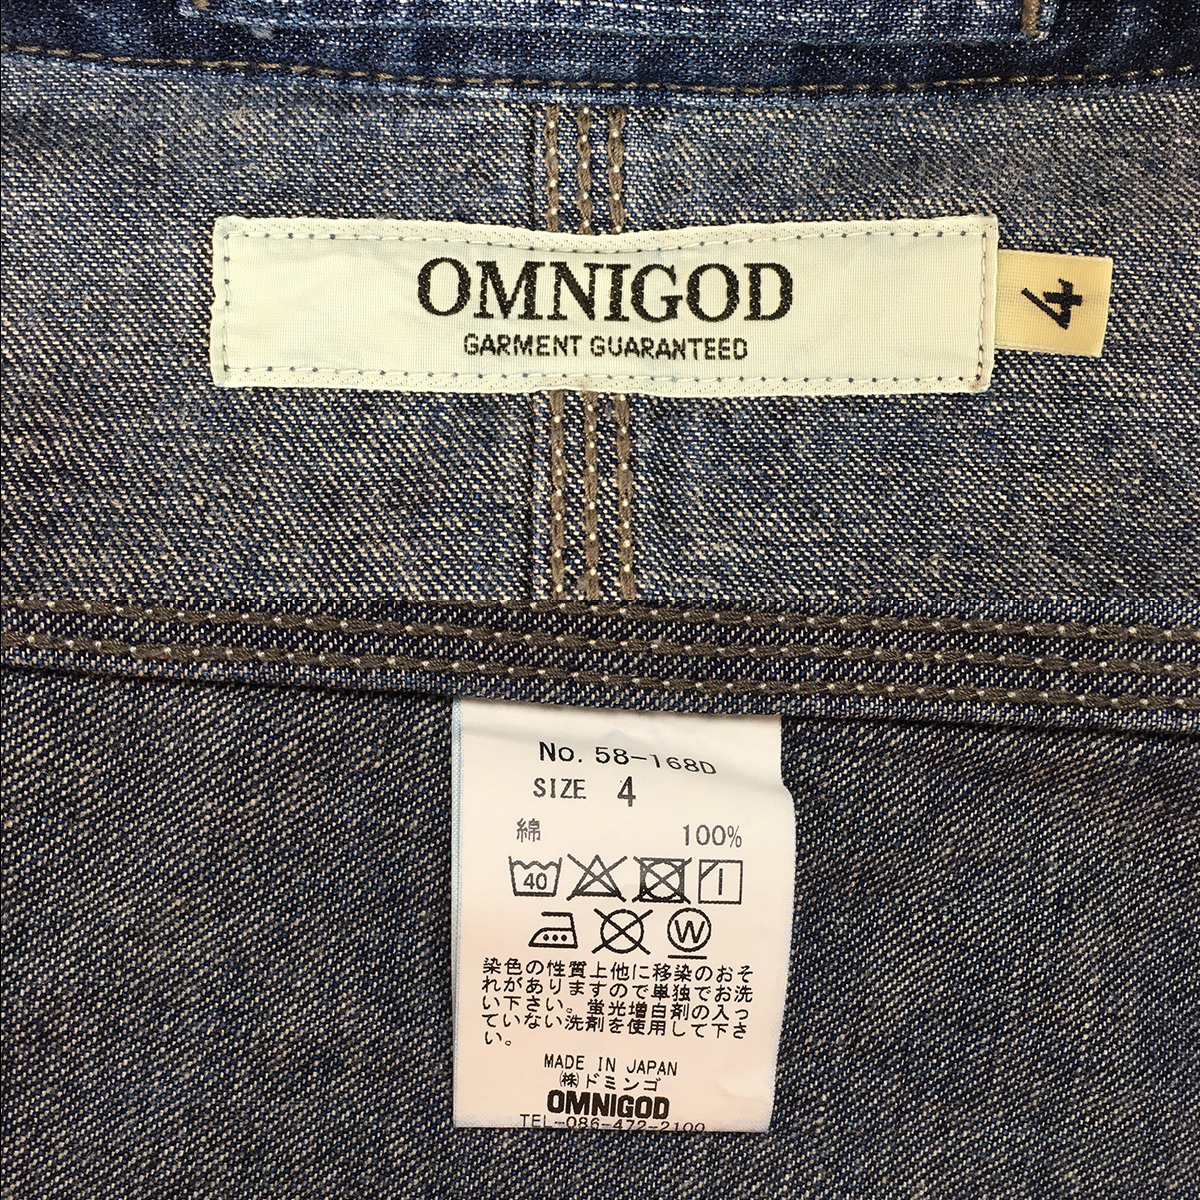 OMNIGOD
GARMENT GUARANTEED
4
No. 58-168D
SIZE 4
綿 100%
40
W
染色の性質上他に移染のおそ
れがありますので単独でお洗
い下さい。蛍光増白剤の入っ
ていない洗剤を使用して下さ
い。
MADE IN JAPAN
㈱ドミンゴ
OMNIGOD
TEL-086-472-2100